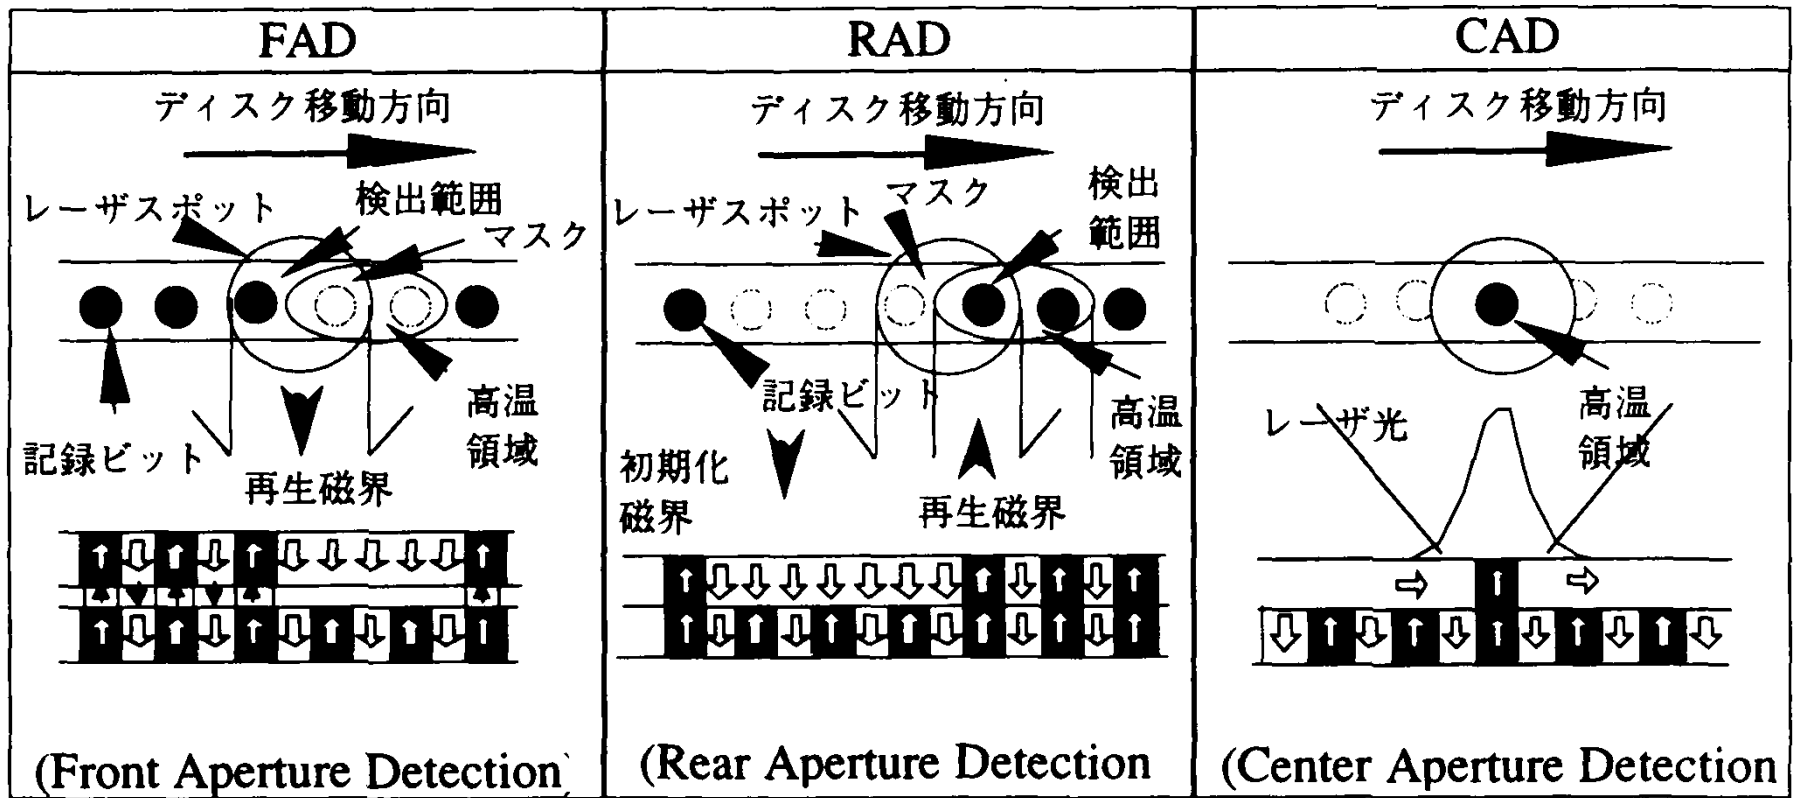 FAD
ディスク移動方向
レーザスポット
検出範囲
マスク
記録ビット
再生磁界
高温
領域
(Front Aperture Detection)
RAD
ディスク移動方向
レーザスポット
マスク
検出
範囲
記録ビット
初期化
磁界
再生磁界
高温
領域
(Rear Aperture Detection
CAD
ディスク移動方向
レーザ光
高温
領域
(Center Aperture Detection